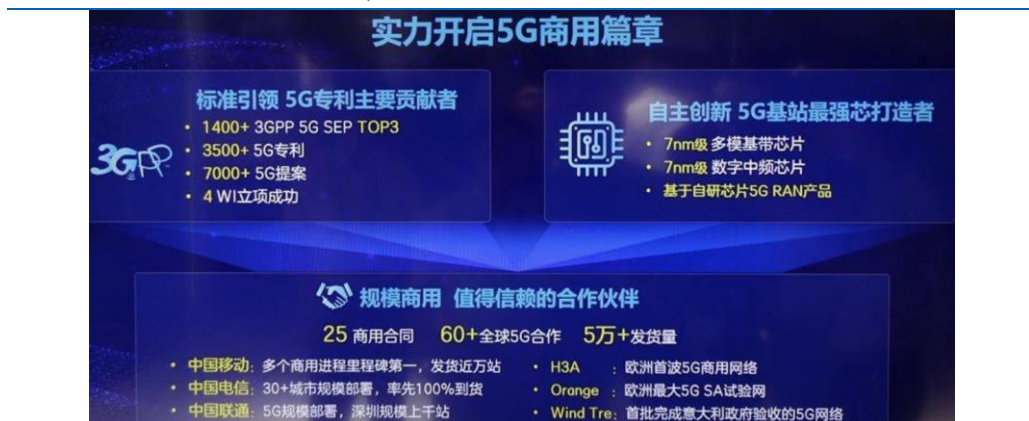 实力开启5G商用篇章
标准引领 5G专利主要贡献者
• 1400+ 3GPP 5G SEP TOP3
• 3500+ 5G专利
• 7000+ 5G提案
• 4 WI立项成功
3GPP
自主创新 5G基站最强芯打造者
• 7nm级 多模基带芯片
• 7nm级 数字中频芯片
• 基于自研芯片5G RAN产品
规模商用 值得信赖的合作伙伴
25 商用合同 60+全球5G合作 5万+发货量
• 中国移动：多个商用进程里程碑第一，发货近万站
• 中国电信：30+城市规模部署，率先100%到货
• 中国联通：5G规模部署，深圳规模上千站
• H3A ：欧洲首波5G商用网络
• Orange ：欧洲最大5G SA试验网
• Wind Tre：首批完成意大利政府验收的5G网络